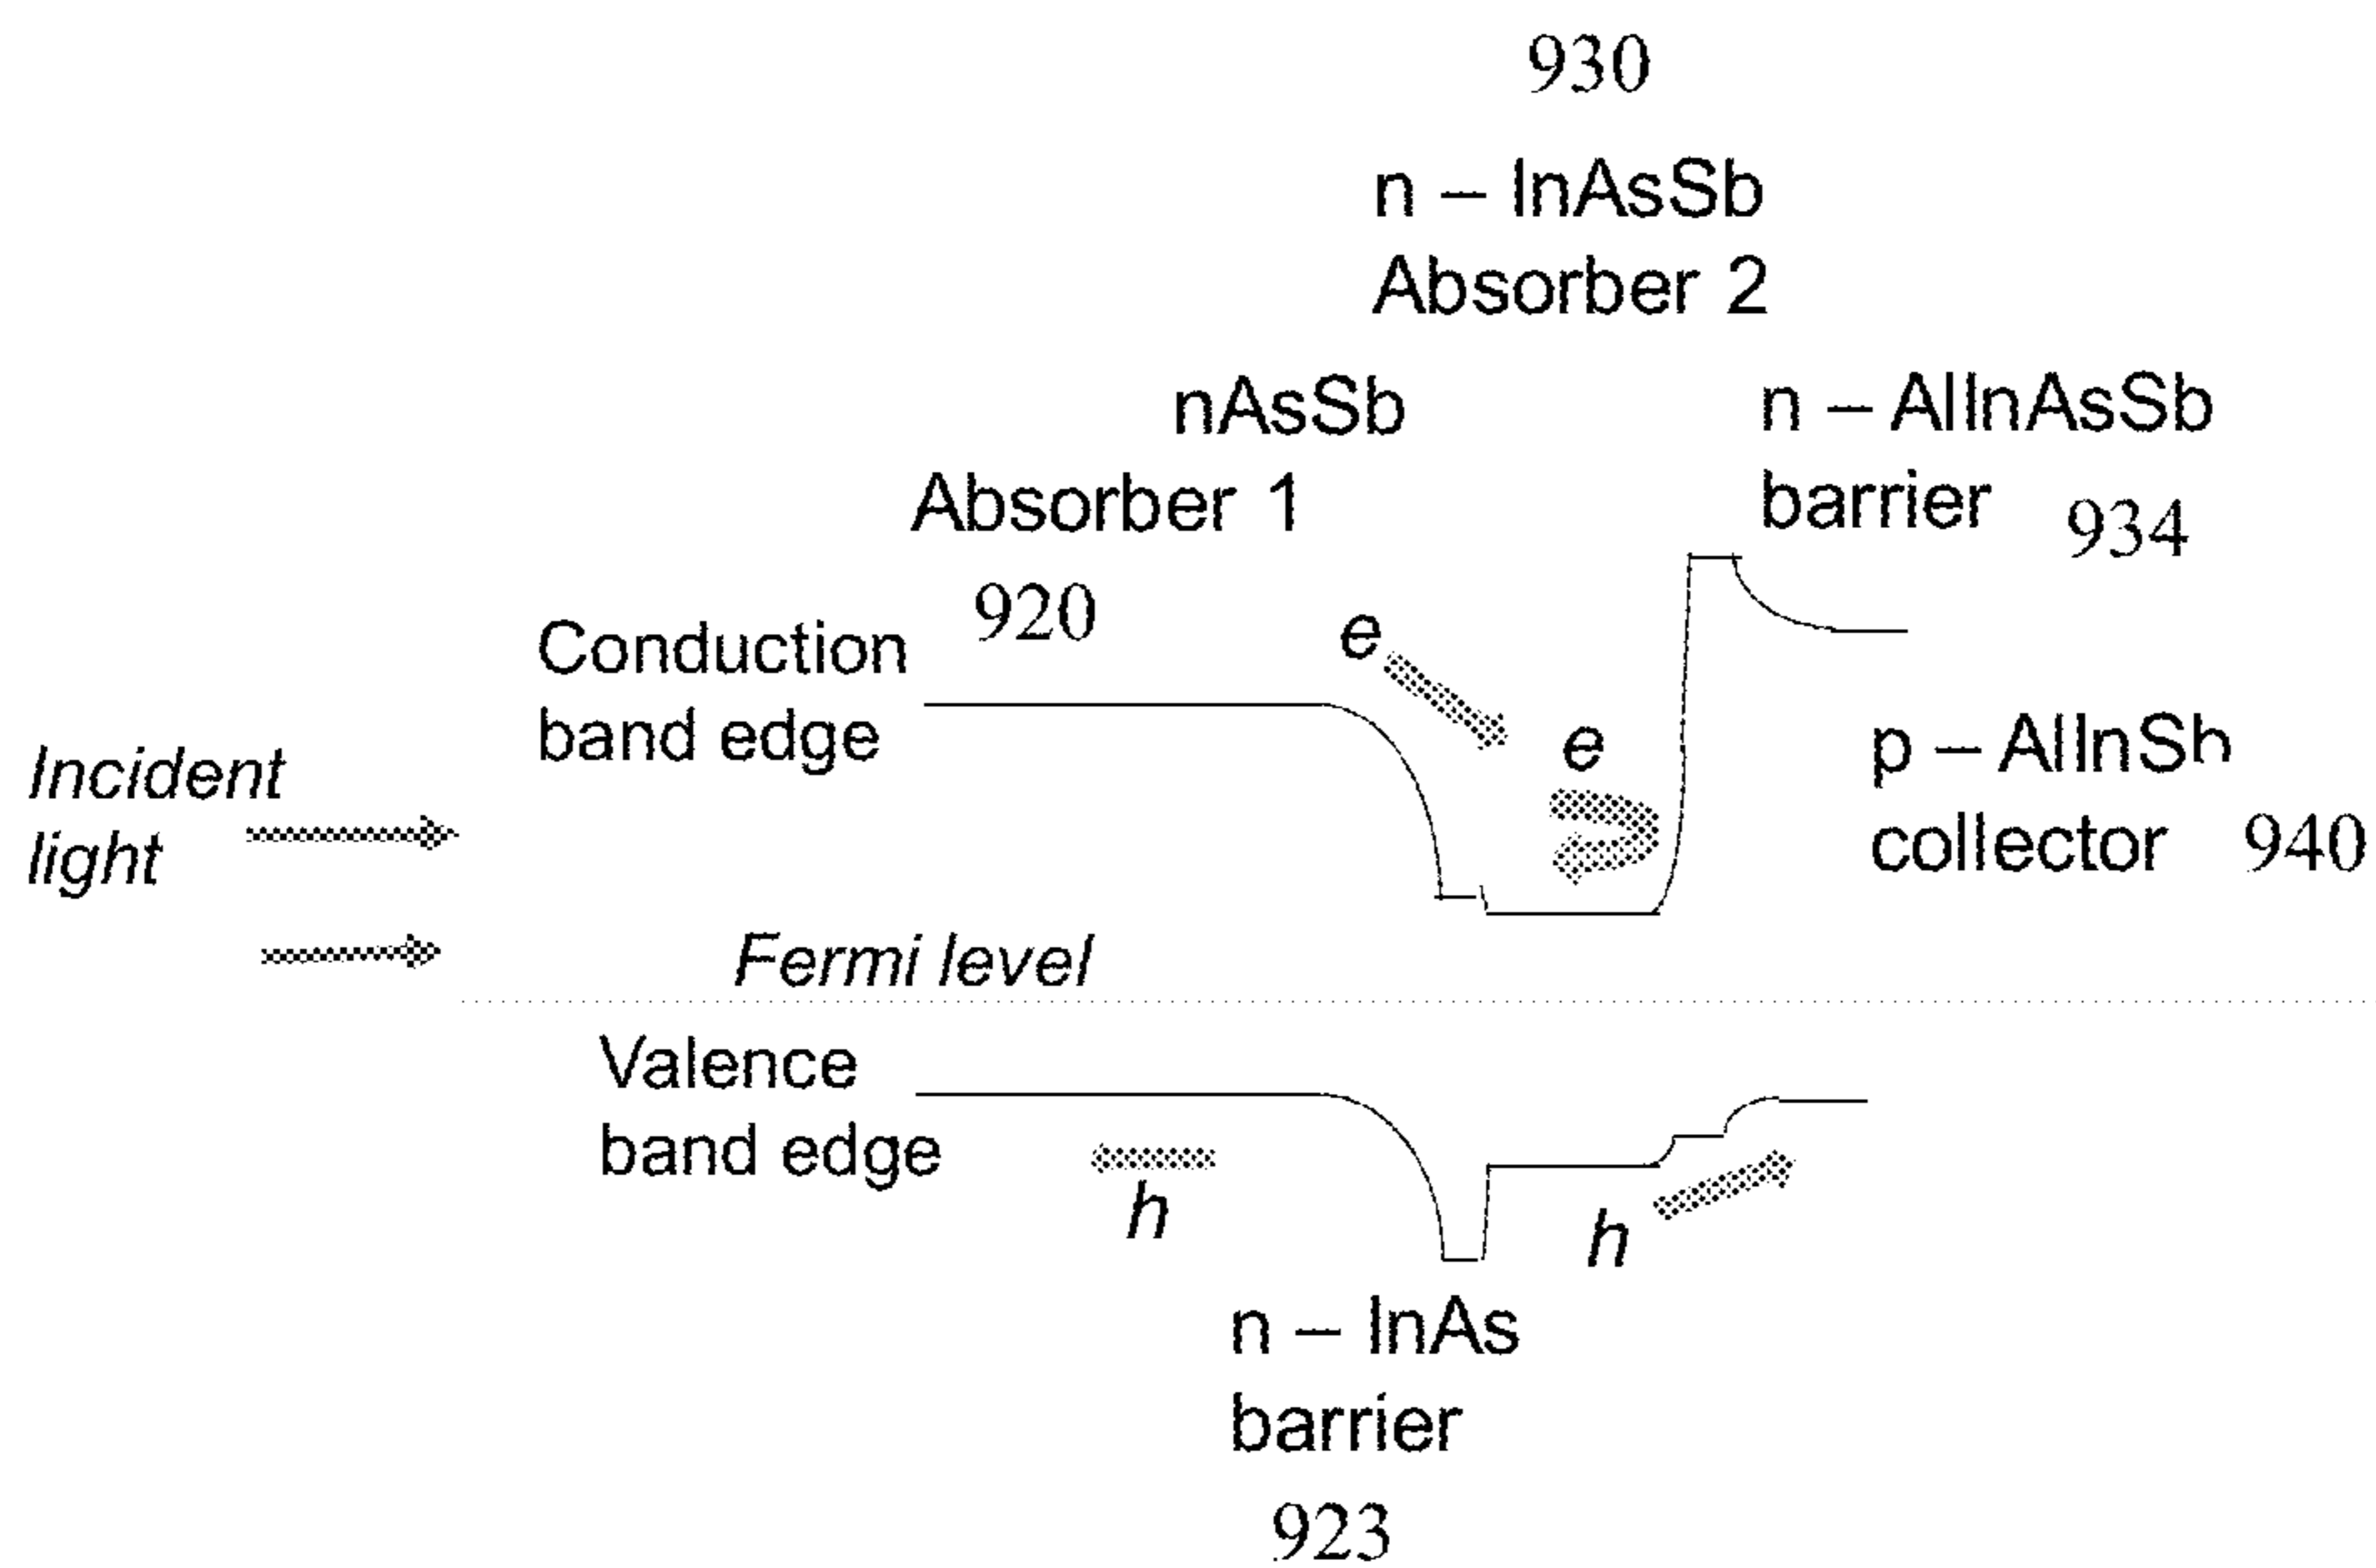 930
n – InAsSb
Absorber 2
nAsSb
Absorber 1
920
n – AlInAsSb
barrier 934
Conduction
band edge
e
e
p – AlInSh
collector 940
Incident
light
Fermi level
Valence
band edge
h
h
n – InAs
barrier
923